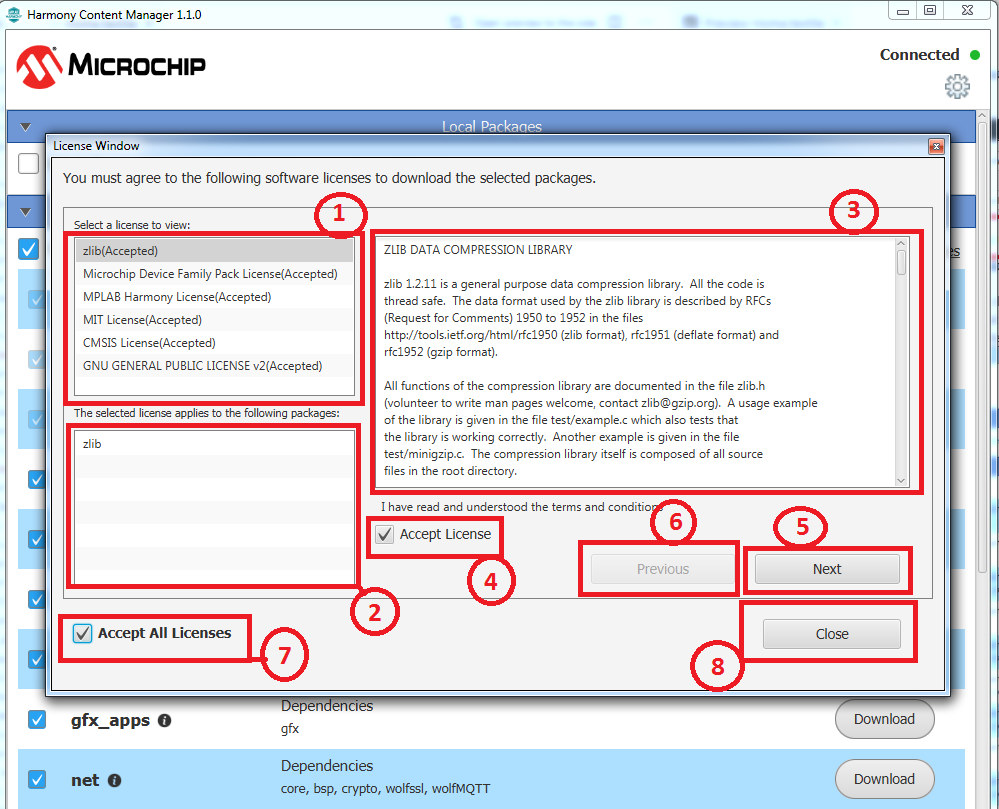 Harmony Content Manager 1.1.0
MICROCHIP
Connected
Local Packages
License Window
You must agree to the following software licenses to download the selected packages.
Select a license to view:
1
3
zlib(Accepted)
Microchip Device Family Pack License(Accepted)
MPLAB Harmony License(Accepted)
MIT License(Accepted)
CMSIS License(Accepted)
GNU GENERAL PUBLIC LICENSE v2(Accepted)
ZLIB DATA COMPRESSION LIBRARY
zlib 1.2.11 is a general purpose data compression library. All the code is
thread safe. The data format used by the zlib library is described by RFCs
(Request for Comments) 1950 to 1952 in the files
http://tools.ietf.org/html/rfc1950 (zlib format), rfc1951 (deflate format) and
rfc1952 (gzip format).
All functions of the compression library are documented in the file zlib.h
(volunteer to write man pages welcome, contact zlib@gzip.org). A usage example
of the library is given in the file test/example.c which also tests that
the library is working correctly. Another example is given in the file
test/minigzip.c. The compression library itself is composed of all source
files in the root directory.
The selected license applies to the following packages:
zlib
I have read and understood the terms and conditions
Accept License
6
5
Previous
Next
4
2
Accept All Licenses
7
Close
8
gfx_apps
Dependencies
gfx
Download
net
Dependencies
core, bsp, crypto, wolfssl, wolfMQTT
Download